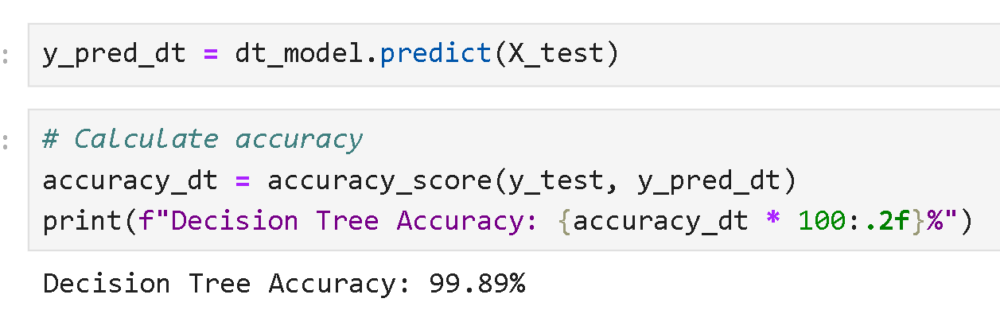 : y_pred_dt = dt_model.predict(X_test)
: # Calculate accuracy
accuracy_dt = accuracy_score(y_test, y_pred_dt)
print(f"Decision Tree Accuracy: {accuracy_dt * 100:.2f}%")
Decision Tree Accuracy: 99.89%